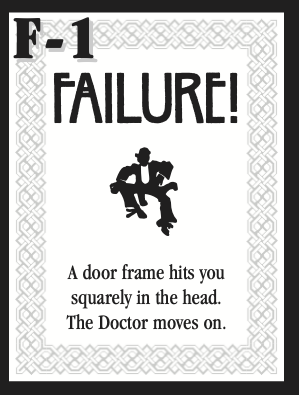 F-1
FAILURE!
A door frame hits you
squarely in the head.
The Doctor moves on.